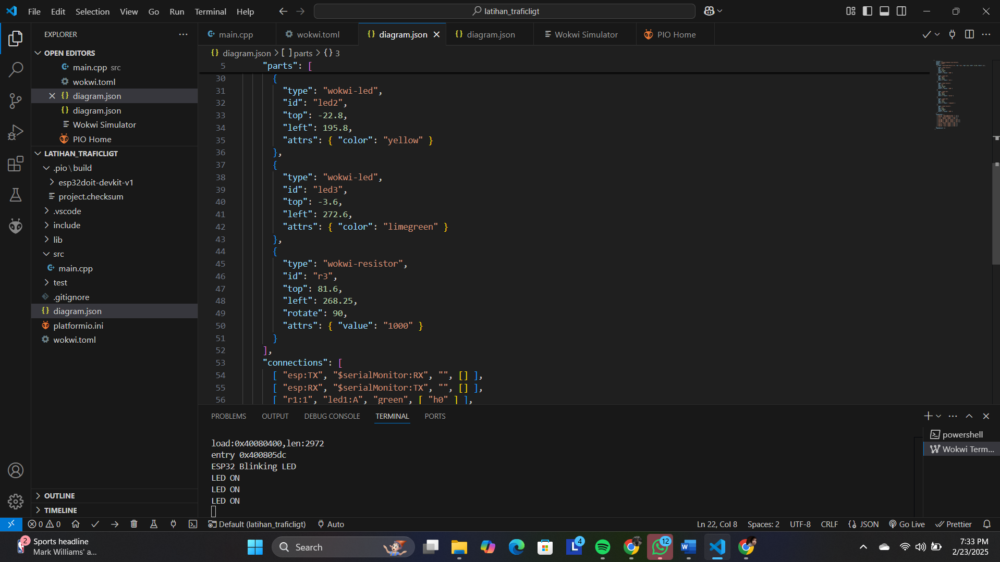 File Edit Selection View Go Run Terminal Help
latihan_traficligt
EXPLORER
OPEN EDITORS
main.cpp src
wokwi.toml
diagram.json
diagram.json
Wokwi Simulator
PIO Home
LATIHAN_TRAFICLIGT
.pio\build
esp32doit-devkit-v1
project.checksum
.vscode
include
lib
src
main.cpp
test
.gitignore
diagram.json
platformio.ini
wokwi.toml
OUTLINE
TIMELINE
main.cpp wokwi.toml diagram.json diagram.json Wokwi Simulator PIO Home
diagram.json > [ ] parts > {} 3
5 "parts": [
30 {
31 "type": "wokwi-led",
32 "id": "led2",
33 "top": -22.8,
34 "left": 195.8,
35 "attrs": { "color": "yellow" }
36 },
37 {
38 "type": "wokwi-led",
39 "id": "led3",
40 "top": -3.6,
41 "left": 272.6,
42 "attrs": { "color": "limegreen" }
43 },
44 {
45 "type": "wokwi-resistor",
46 "id": "r3",
47 "top": 81.6,
48 "left": 268.25,
49 "rotate": 90,
50 "attrs": { "value": "1000" }
51 }
52 ],
53 "connections": [
54 [ "esp:TX", "$serialMonitor:RX", "", [] ],
55 [ "esp:RX", "$serialMonitor:TX", "", [] ],
56 [ "r1:1", "led1:A", "green", [ "h0" ] ],
PROBLEMS OUTPUT DEBUG CONSOLE TERMINAL PORTS
load:0x40080400,len:2972
entry 0x400805dc
ESP32 Blinking LED
LED ON
LED ON
LED ON
powershell
Wokwi Term...
0 0 Default (latihan_traficligt) Auto Ln 22, Col 8 Spaces: 2 UTF-8 CRLF {} JSON Go Live Prettier
2 Sports headline
Mark Williams' a...
Search
4
12
7:33 PM
2/23/2025